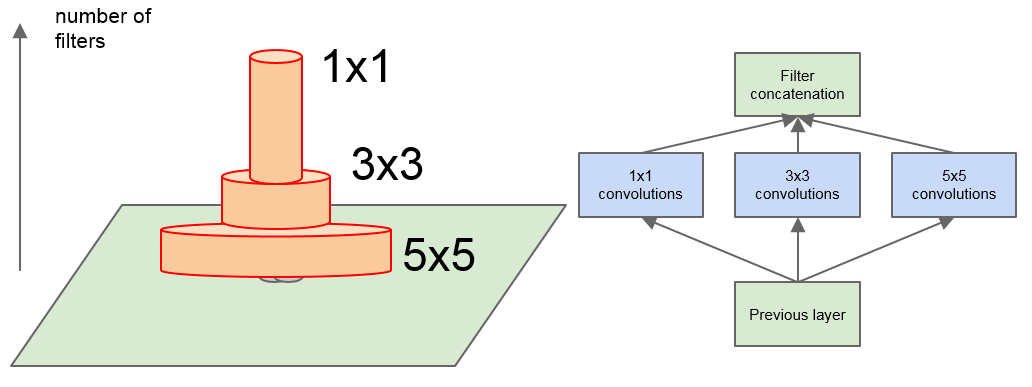 number of
filters
1x1
3x3
5x5
Filter
concatenation
1x1
convolutions
3x3
convolutions
5x5
convolutions
Previous layer